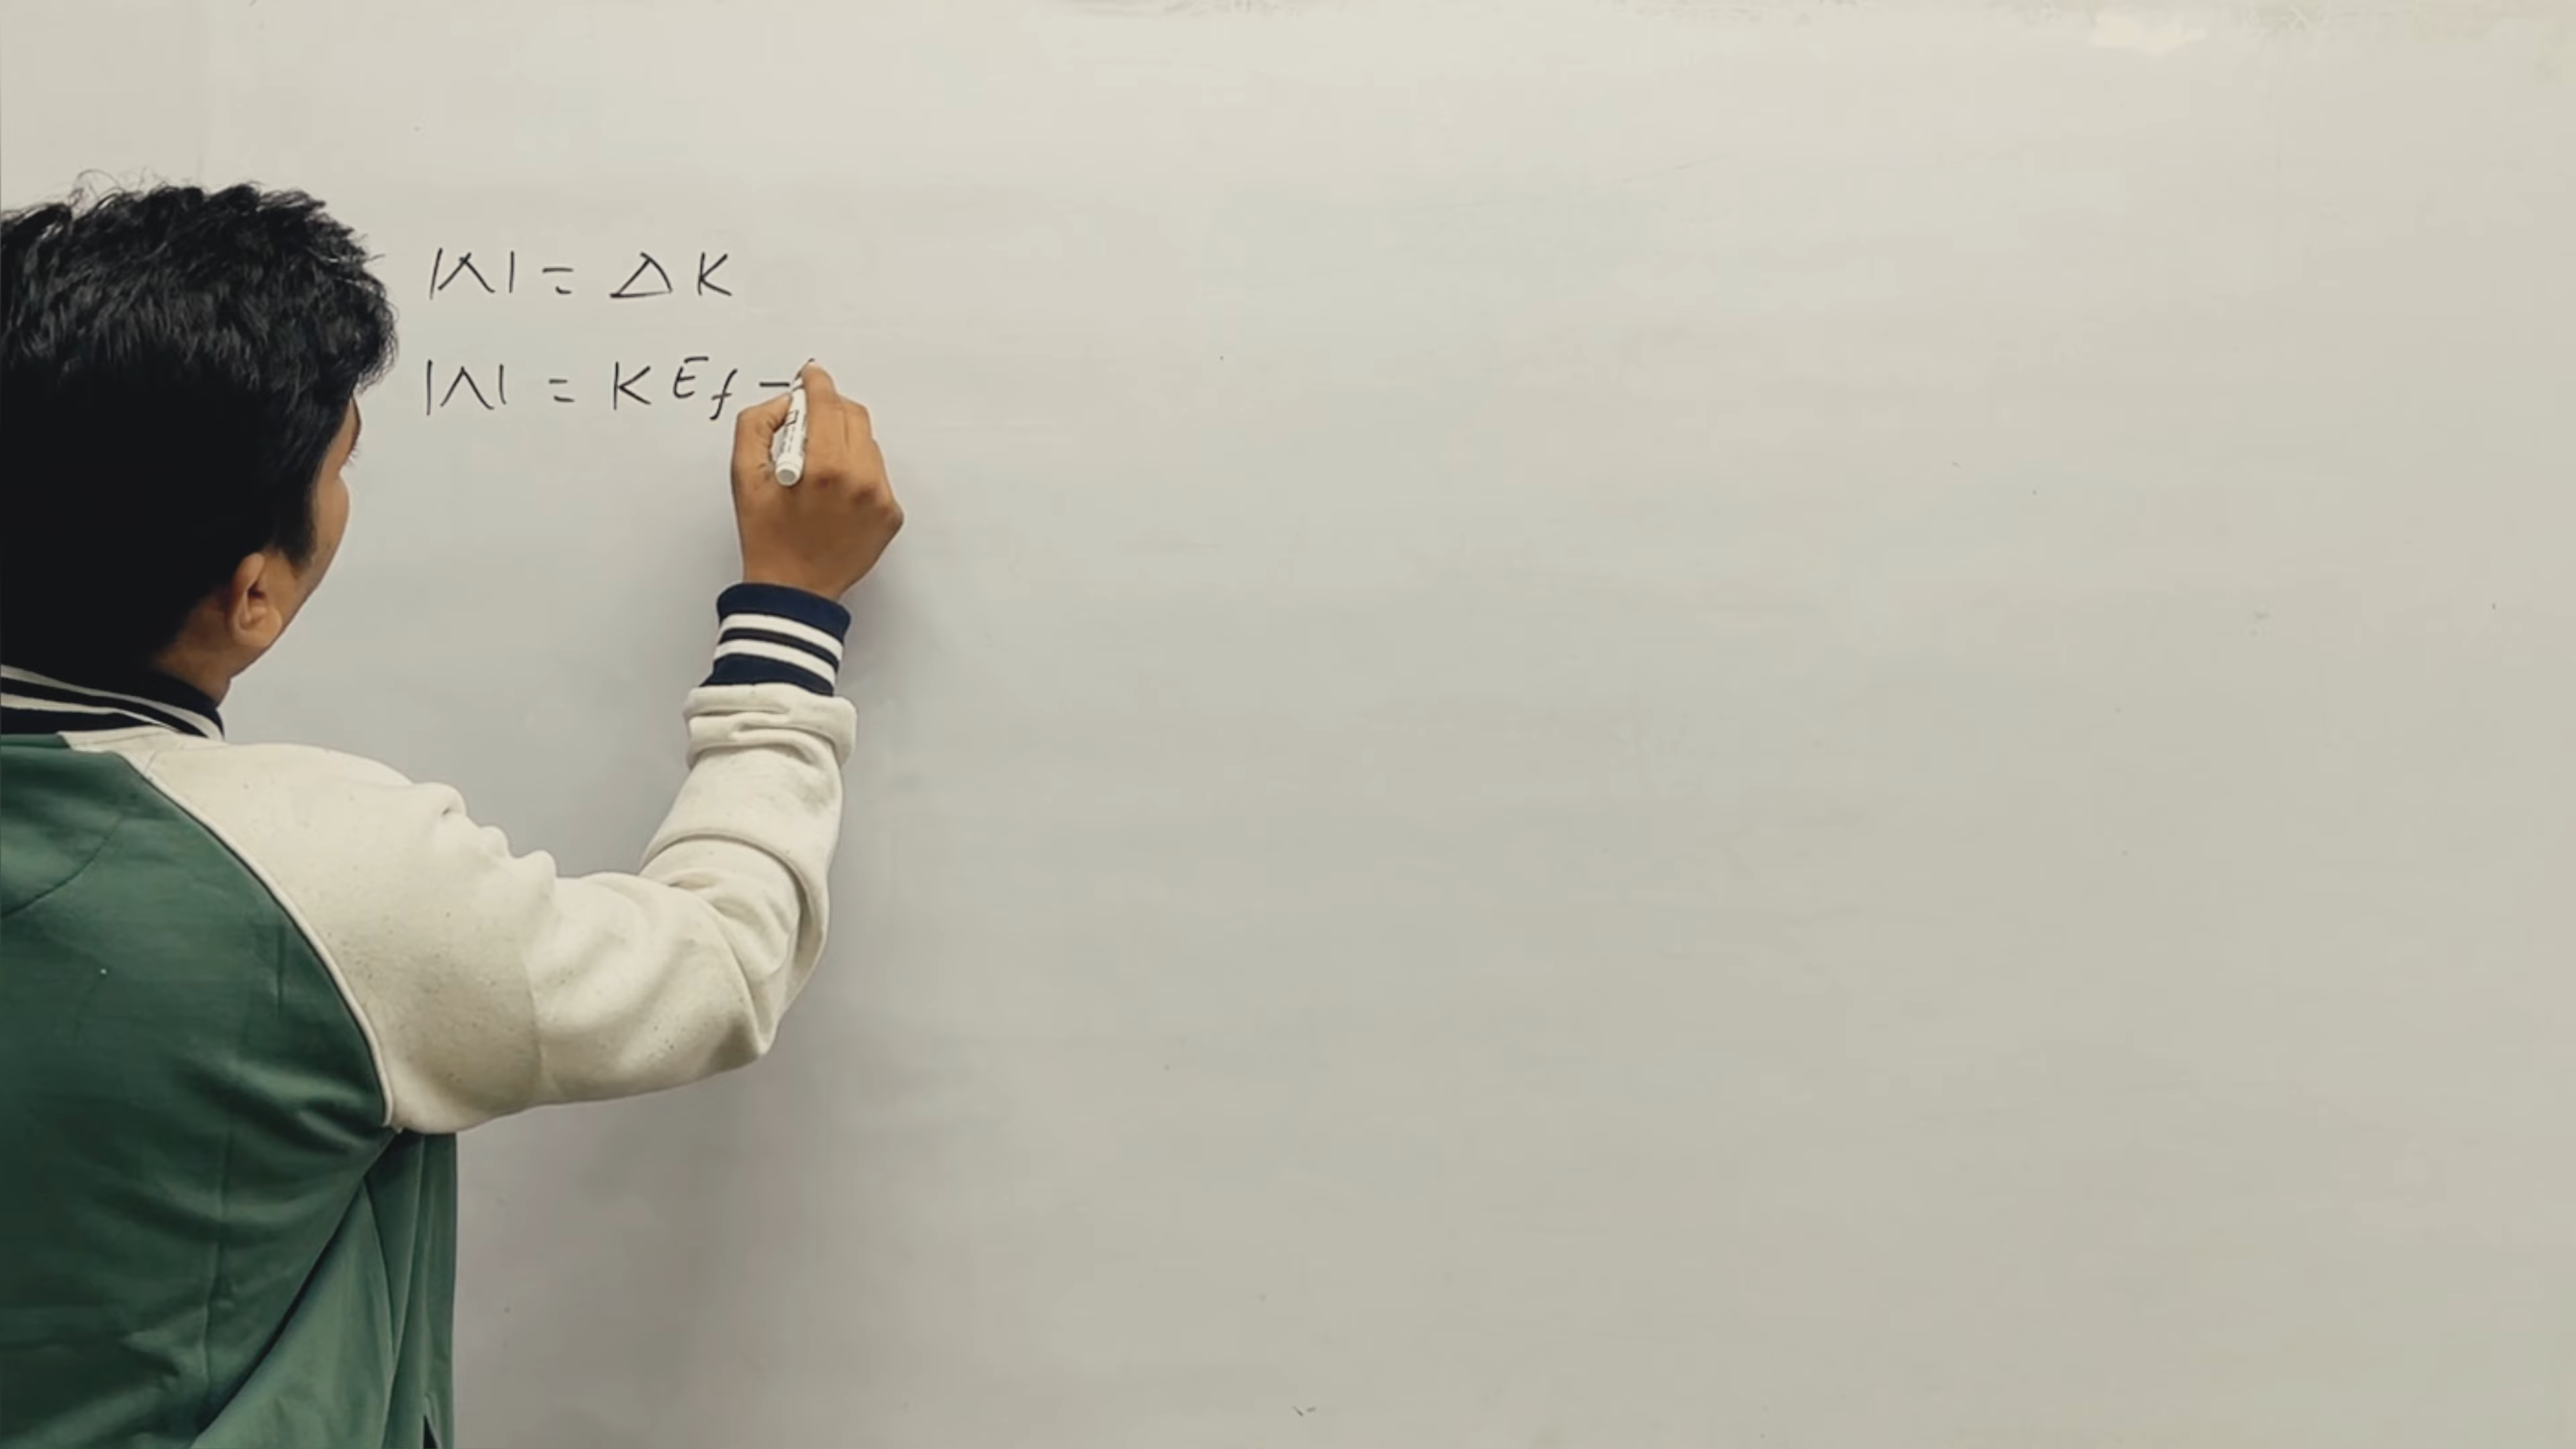 W = ΔK
W = KEf -